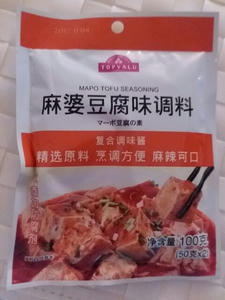 TOPVALU
MAPO TOFU SEASONING
麻婆豆腐味调料
マーボ豆腐の素
复合调味酱
精选原料 烹调方便 麻辣可口
净含量 100克
(50克×2)